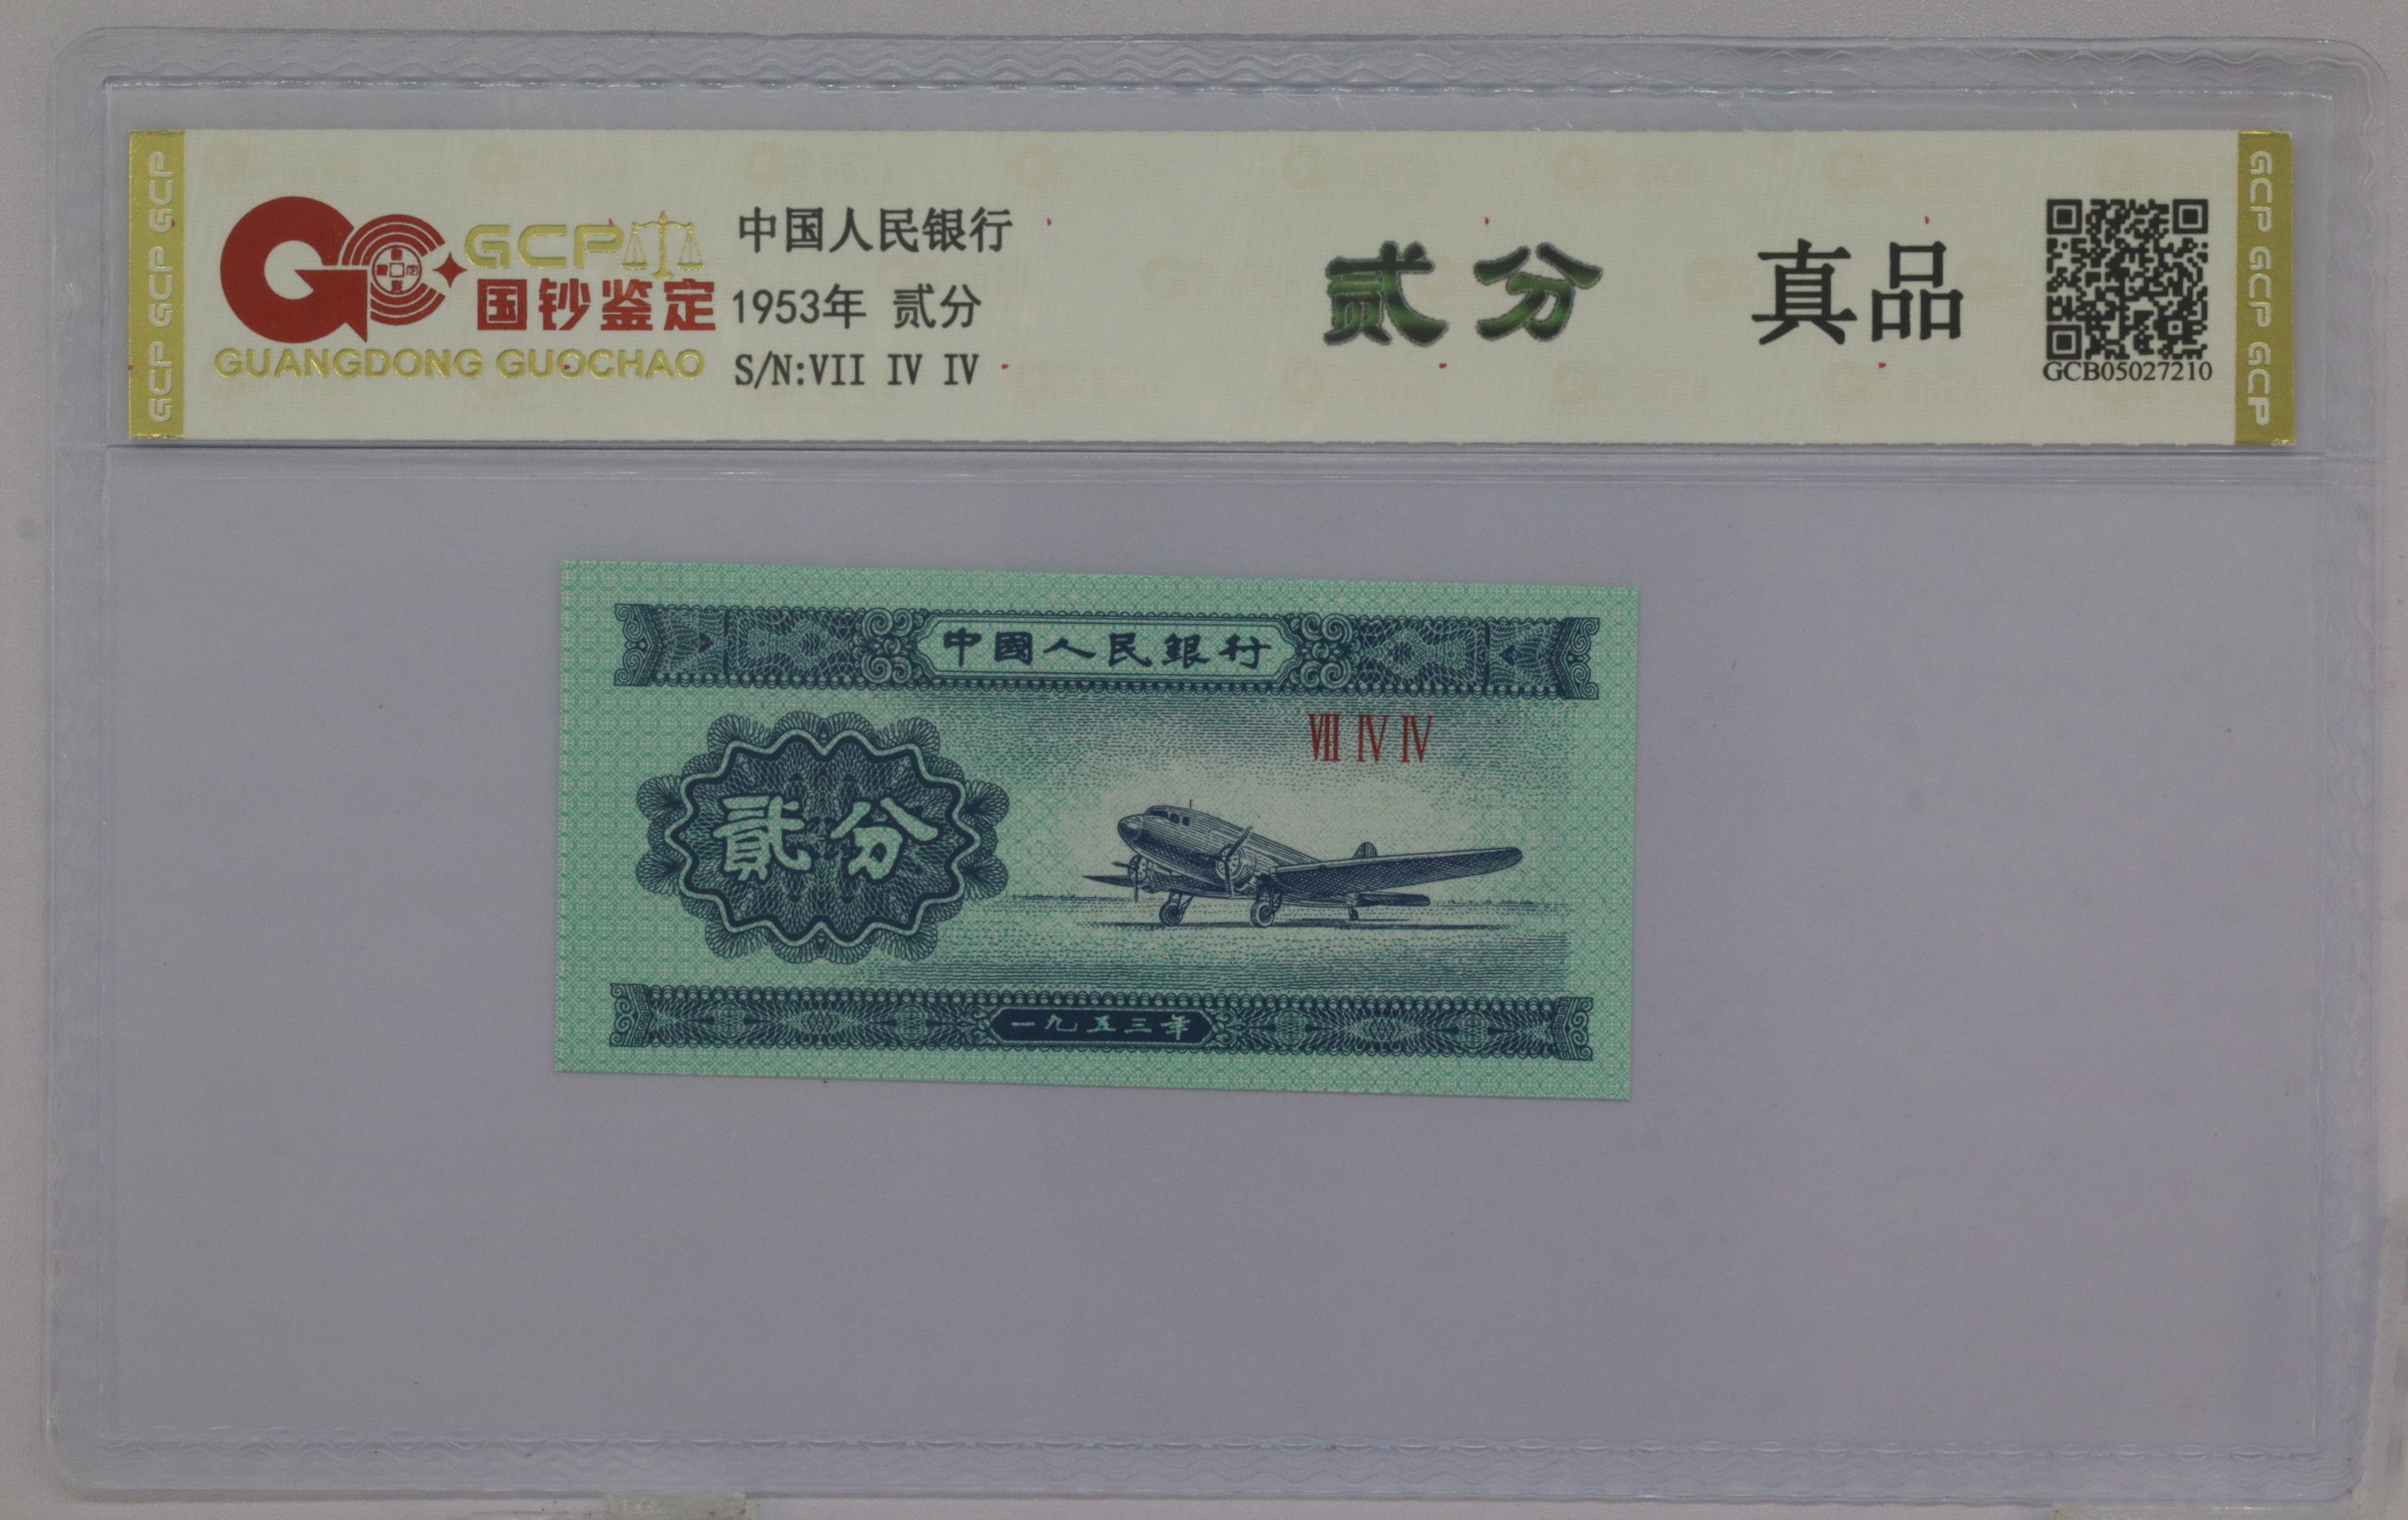 GCP GCP GCP
GCP
国钞鉴定
GUANGDONG GUOCHAO
中国人民银行
1953年 贰分
S/N:VII IV IV
贰分
真品
GCB05027210
GCP GCP GCP
中國人民銀行
VII IV IV
貳分
一九五三年